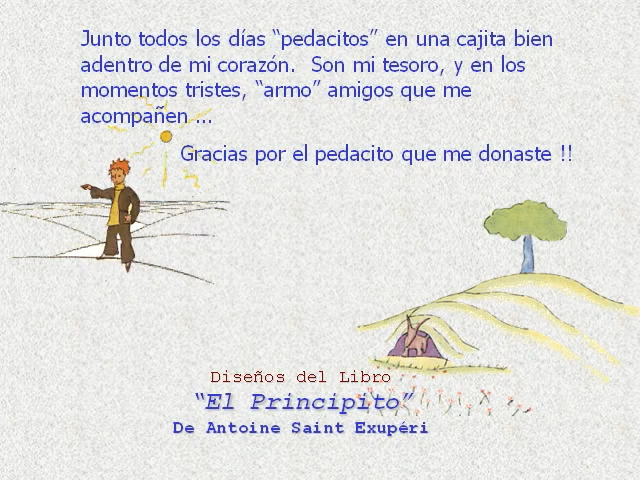 Junto todos los días “pedacitos” en una cajita bien
adentro de mi corazón.  Son mi tesoro, y en los
momentos tristes, “armo” amigos que me
acompañen ...
Gracias por el pedacito que me donaste !!
Diseños del Libro
“El Principito”
De Antoine Saint Exupéri